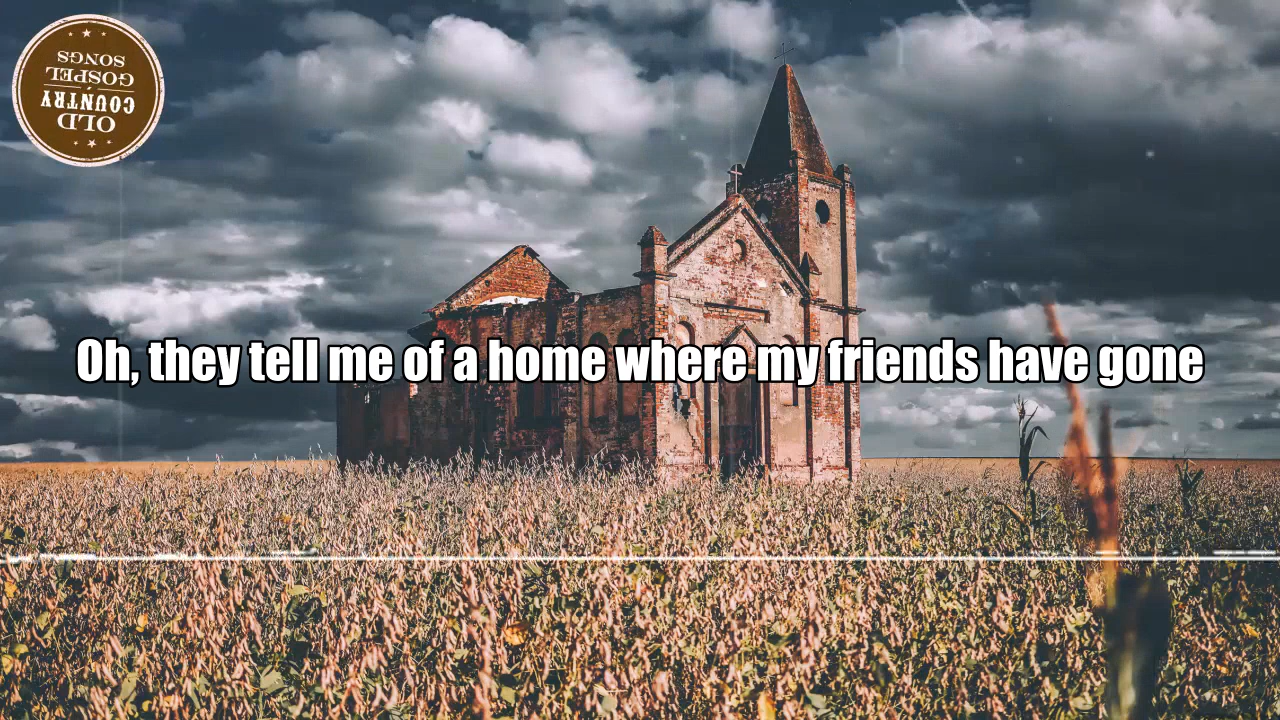 OLD
COUNTRY
GOSPEL
SONGS
Oh, they tell me of a home where my friends have gone